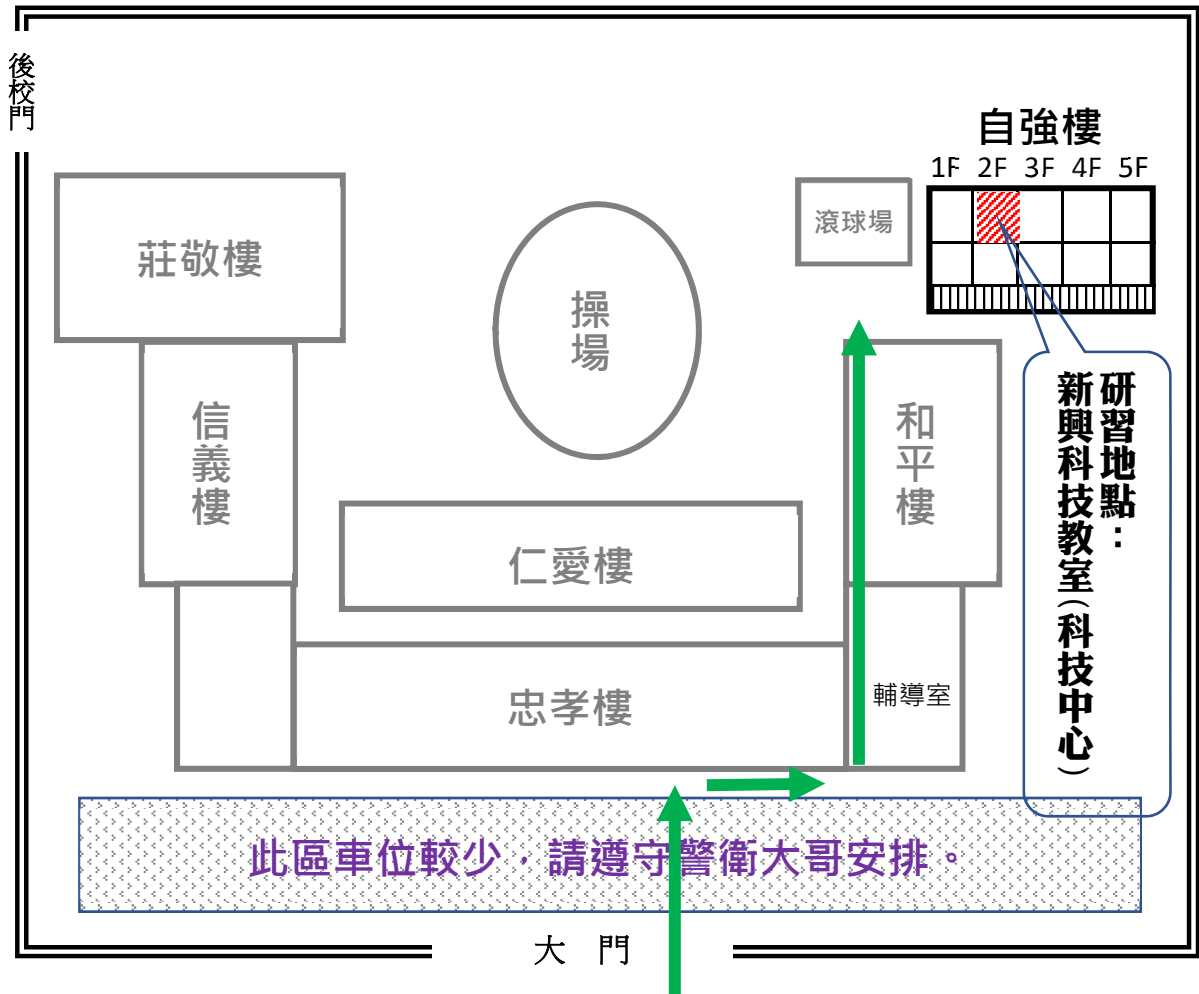 後校門
自強樓
1F 2F 3F 4F 5F
滾球場
莊敬樓
操場
信義樓
和平樓
研習地點：
新興科技教室(科技中心)
仁愛樓
忠孝樓
輔導室
此區車位較少，請遵守警衛大哥安排。
大 門